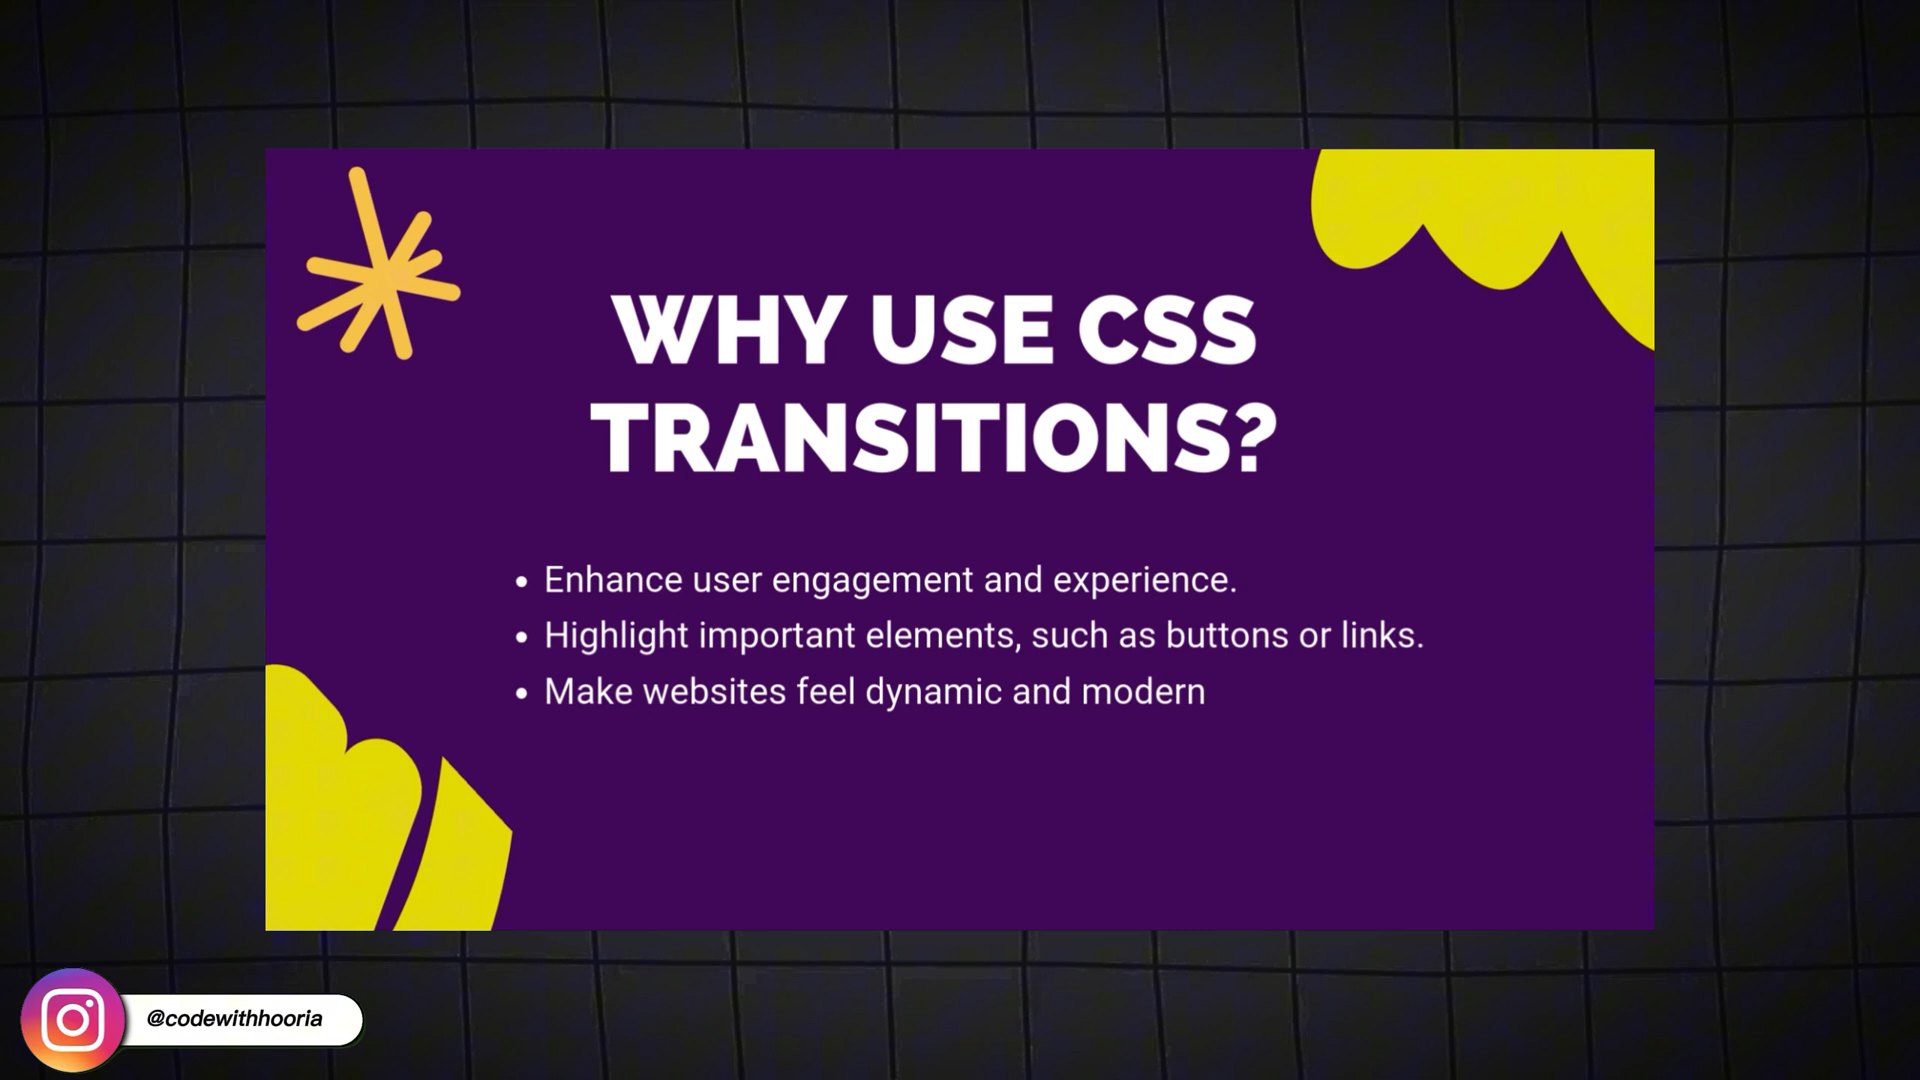 WHY USE CSS
TRANSITIONS?
• Enhance user engagement and experience.
• Highlight important elements, such as buttons or links.
• Make websites feel dynamic and modern
@codewithhooria